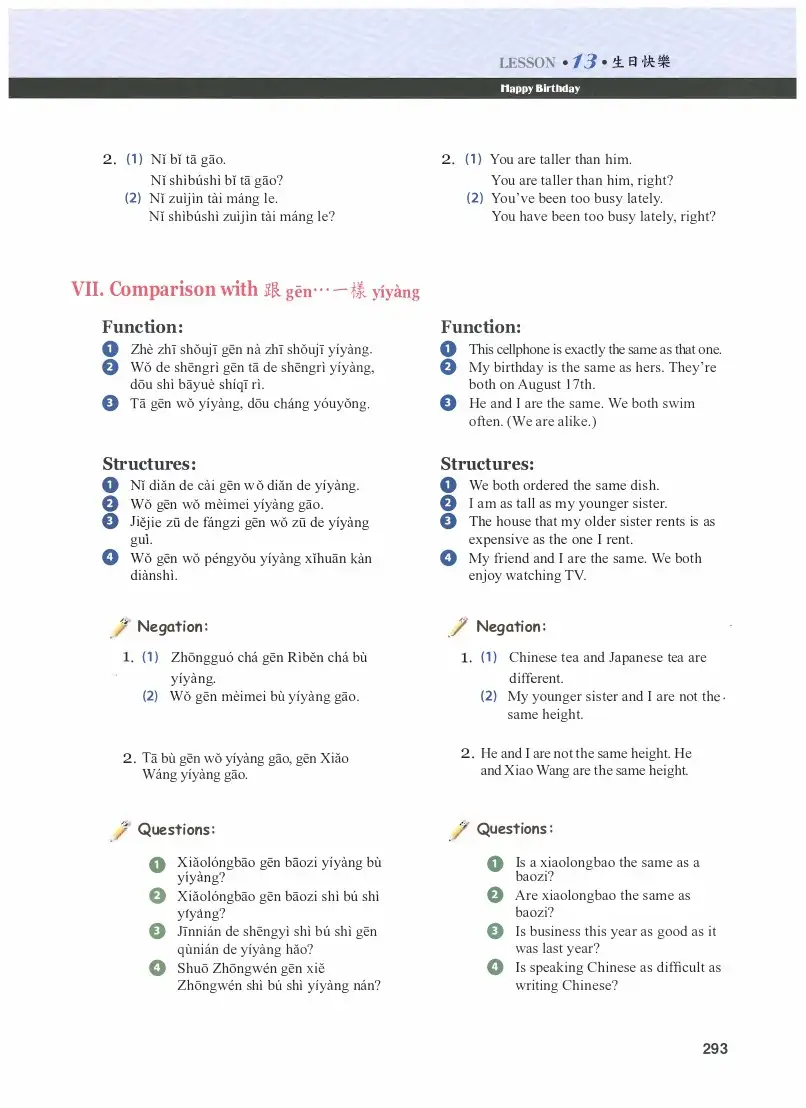 LESSON • 13 • 生日快樂
Happy Birthday
2. (1) Nǐ bǐ tā gāo.
Nǐ shìbúshì bǐ tā gāo?
(2) Nǐ zuìjìn tài máng le.
Nǐ shìbúshì zuìjìn tài máng le?
2. (1) You are taller than him.
You are taller than him, right?
(2) You've been too busy lately.
You have been too busy lately, right?
VII. Comparison with 跟 gēn⋯一樣 yíyàng
Function:
1 Zhè zhī shǒujī gēn nà zhī shǒujī yíyàng.
2 Wǒ de shēngrì gēn tā de shēngrì yíyàng,
dōu shì bāyuè shíqī rì.
3 Tā gēn wǒ yíyàng, dōu cháng yóuyǒng.
Function:
1 This cellphone is exactly the same as that one.
2 My birthday is the same as hers. They're
both on August 17th.
3 He and I are the same. We both swim
often. (We are alike.)
Structures:
1 Nǐ diǎn de cài gēn wǒ diǎn de yíyàng.
2 Wǒ gēn wǒ mèimei yíyàng gāo.
3 Jiějie zū de fángzi gēn wǒ zū de yíyàng
guì.
4 Wǒ gēn wǒ péngyǒu yíyàng xǐhuān kàn
diànshì.
Structures:
1 We both ordered the same dish.
2 I am as tall as my younger sister.
3 The house that my older sister rents is as
expensive as the one I rent.
4 My friend and I are the same. We both
enjoy watching TV.
Negation:
1. (1) Zhōngguó chá gēn Rìběn chá bù
yíyàng.
(2) Wǒ gēn mèimei bù yíyàng gāo.
2. Tā bù gēn wǒ yíyàng gāo, gēn Xiǎo
Wáng yíyàng gāo.
Negation:
1. (1) Chinese tea and Japanese tea are
different.
(2) My younger sister and I are not the
same height.
2. He and I are not the same height. He
and Xiao Wang are the same height.
Questions:
1 Xiǎolóngbāo gēn bāozi yíyàng bù
yíyàng?
2 Xiǎolóngbāo gēn bāozi shì bú shì
yíyàng?
3 Jīnnián de shēngyì shì bú shì gēn
qùnián de yíyàng hǎo?
4 Shuō Zhōngwén gēn xiě
Zhōngwén shì bú shì yíyàng nán?
Questions:
1 Is a xiaolongbao the same as a
baozi?
2 Are xiaolongbao the same as
baozi?
3 Is business this year as good as it
was last year?
4 Is speaking Chinese as difficult as
writing Chinese?
293